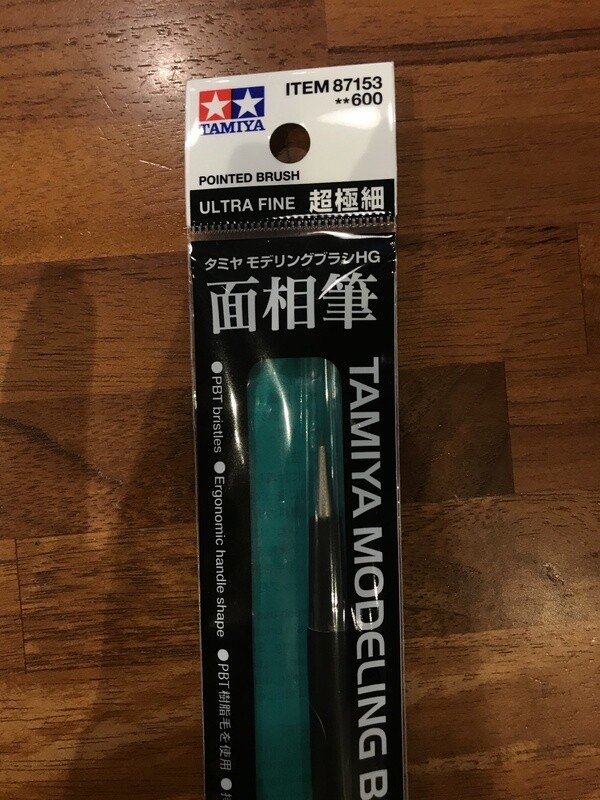 TAMIYA
ITEM 87153
**600
POINTED BRUSH
ULTRA FINE 超極細
タミヤ モデリングブラシHG
面相筆
TAMIYA MODELING B
●PBT bristles ●Ergonomic handle shape ●PBT樹脂毛を使用 ●